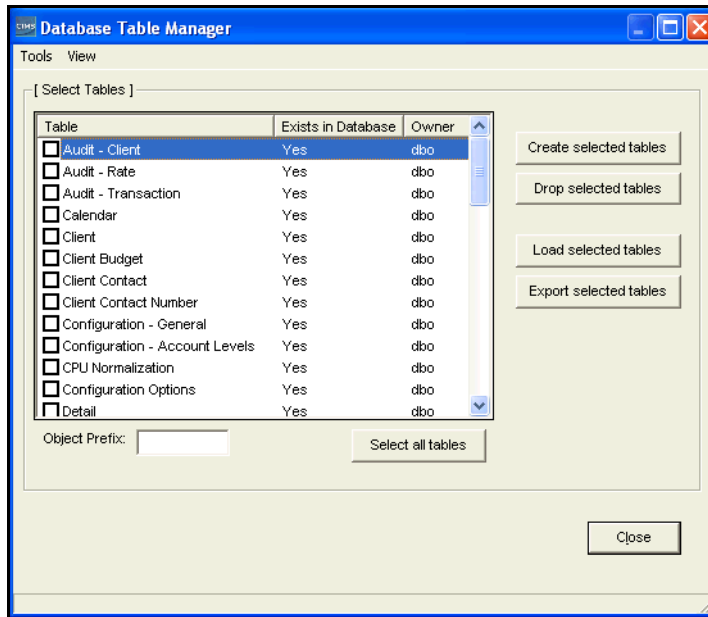 CIMS Database Table Manager
Tools View
[ Select Tables ]
Table Exists in Database Owner
Audit - Client Yes dbo
Audit - Rate Yes dbo
Audit - Transaction Yes dbo
Calendar Yes dbo
Client Yes dbo
Client Budget Yes dbo
Client Contact Yes dbo
Client Contact Number Yes dbo
Configuration - General Yes dbo
Configuration - Account Levels Yes dbo
CPU Normalization Yes dbo
Configuration Options Yes dbo
Detail Yes dbo
Create selected tables
Drop selected tables
Load selected tables
Export selected tables
Object Prefix:
Select all tables
Close